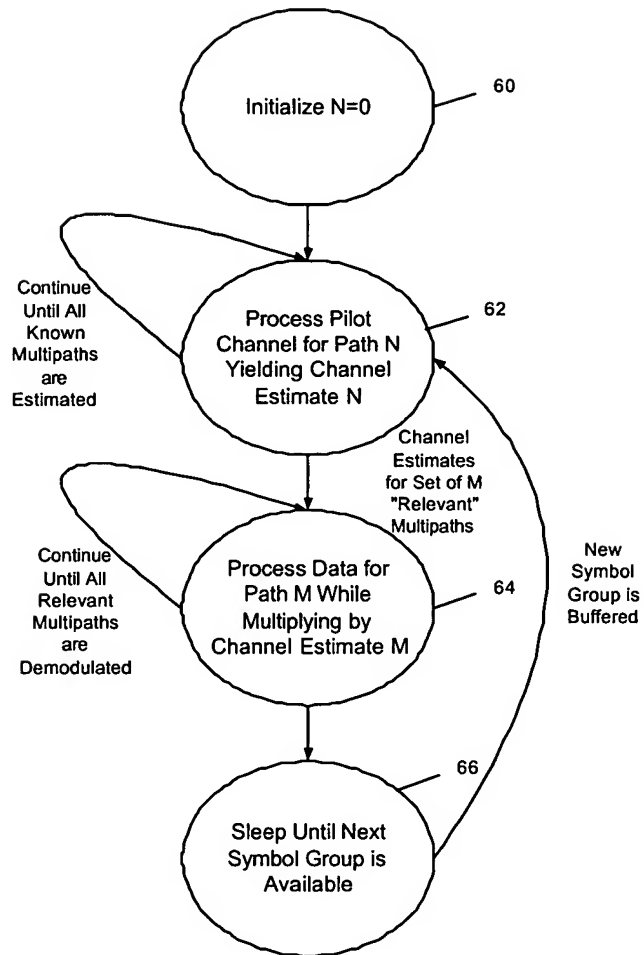 Initialize N=0
60
Continue
Until All
Known
Multipaths
are
Estimated
Process Pilot
Channel for Path N
Yielding Channel
Estimate N
62
Channel
Estimates
for Set of M
"Relevant"
Multipaths
Continue
Until All
Relevant
Multipaths
are
Demodulated
Process Data for
Path M While
Multiplying by
Channel Estimate M
64
New
Symbol
Group is
Buffered
66
Sleep Until Next
Symbol Group is
Available